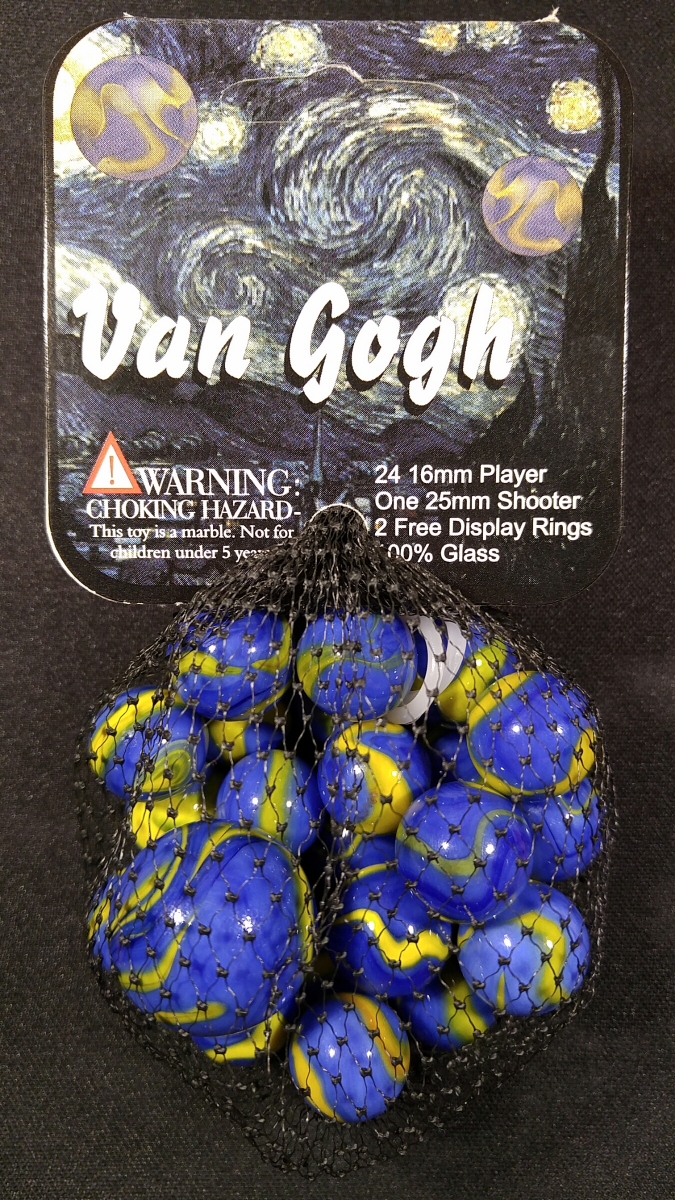 Van Gogh
WARNING:
CHOKING HAZARD-
This toy is a marble. Not for
children under 5
24 16mm Player
One 25mm Shooter
2 Free Display Rings
00% Glass